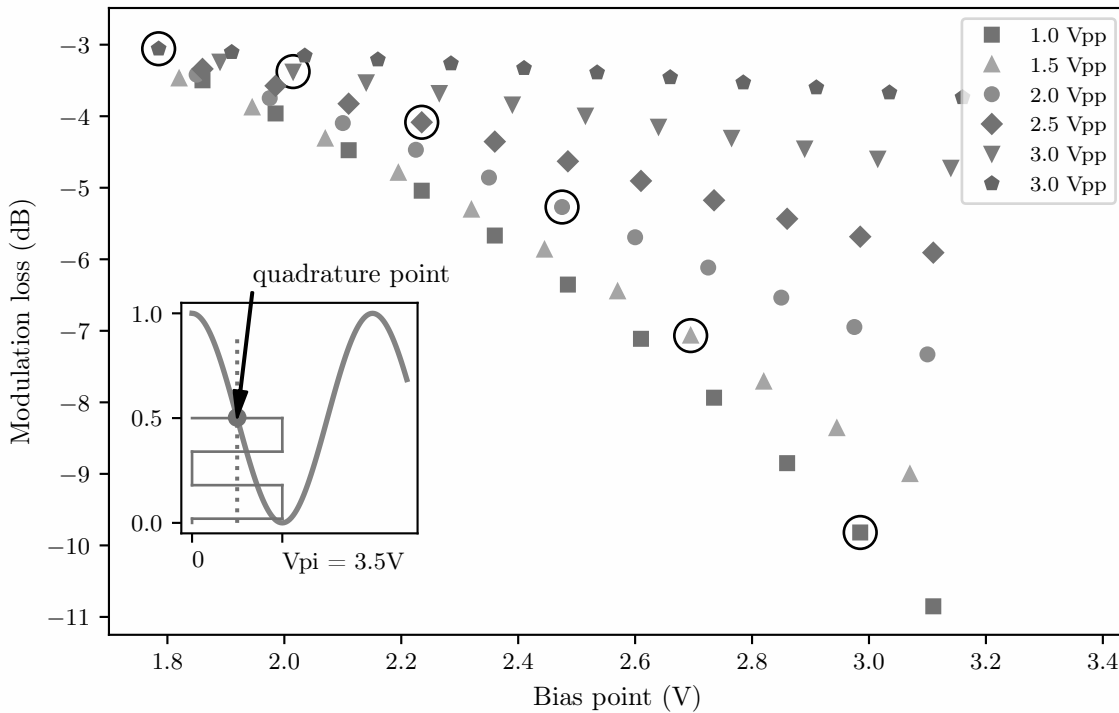 −3
−4
−5
−6
−7
−8
−9
−10
−11
Modulation loss (dB)
1.0 Vpp
1.5 Vpp
2.0 Vpp
2.5 Vpp
3.0 Vpp
3.0 Vpp
quadrature point
1.0
0.5
0.0
0
Vpi = 3.5V
1.8 2.0 2.2 2.4 2.6 2.8 3.0 3.2 3.4
Bias point (V)